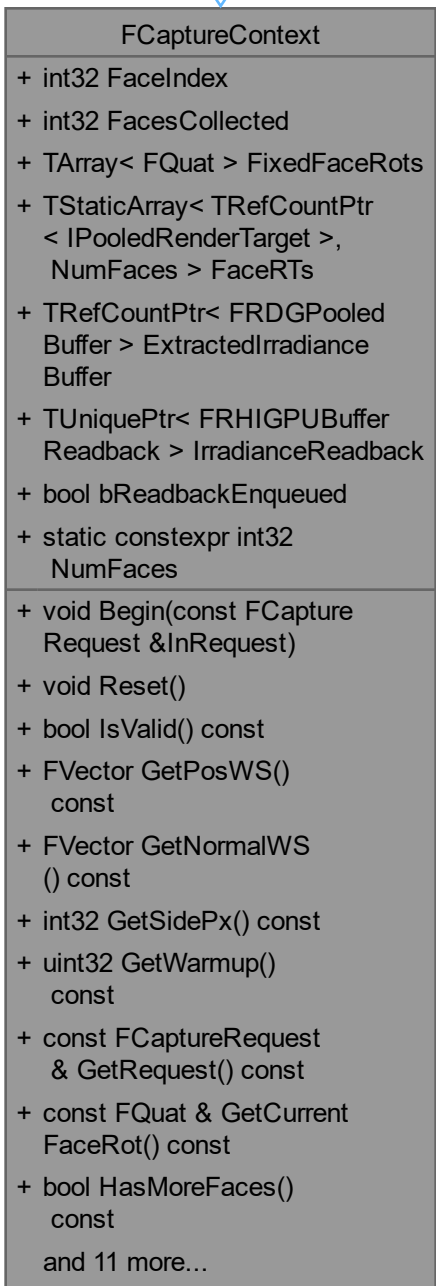 FCaptureContext
+ int32 FaceIndex
+ int32 FacesCollected
+ TArray< FQuat > FixedFaceRots
+ TStaticArray< TRefCountPtr
< IPooledRenderTarget >,
NumFaces > FaceRTs
+ TRefCountPtr< FRDGPooled
Buffer > ExtractedIrradiance
Buffer
+ TUniquePtr< FRHIGPUBuffer
Readback > IrradianceReadback
+ bool bReadbackEnqueued
+ static constexpr int32
NumFaces
+ void Begin(const FCapture
Request &InRequest)
+ void Reset()
+ bool IsValid() const
+ FVector GetPosWS()
const
+ FVector GetNormalWS
() const
+ int32 GetSidePx() const
+ uint32 GetWarmup()
const
+ const FCaptureRequest
& GetRequest() const
+ const FQuat & GetCurrent
FaceRot() const
+ bool HasMoreFaces()
const
and 11 more...